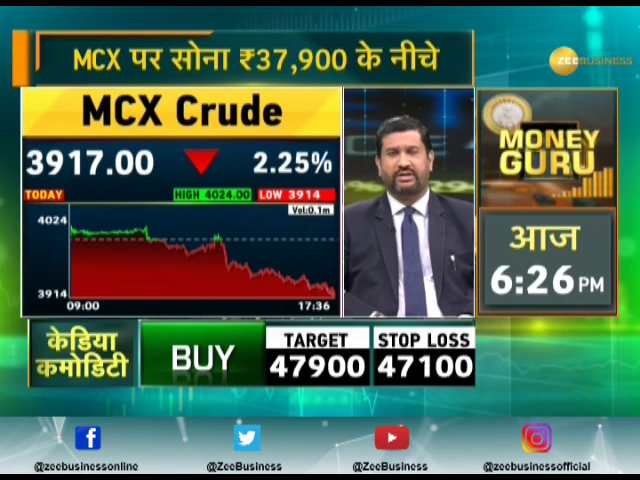 MCX पर सोना ₹37,900 के नीचे
ZEEBUSINESS
MCX Crude
3917.00 2.25%
TODAY HIGH 4024.00 LOW 3914
Vol:0.1m
4024
3914
09:00 17:36
MONEY
GURU
आज
6:26 PM
केडिया
कमोडिटी
BUY
TARGET
47900
STOP LOSS
47100
@zeebusinessonline @ZeeBusiness @ZeeBusiness @zeebusinessofficial